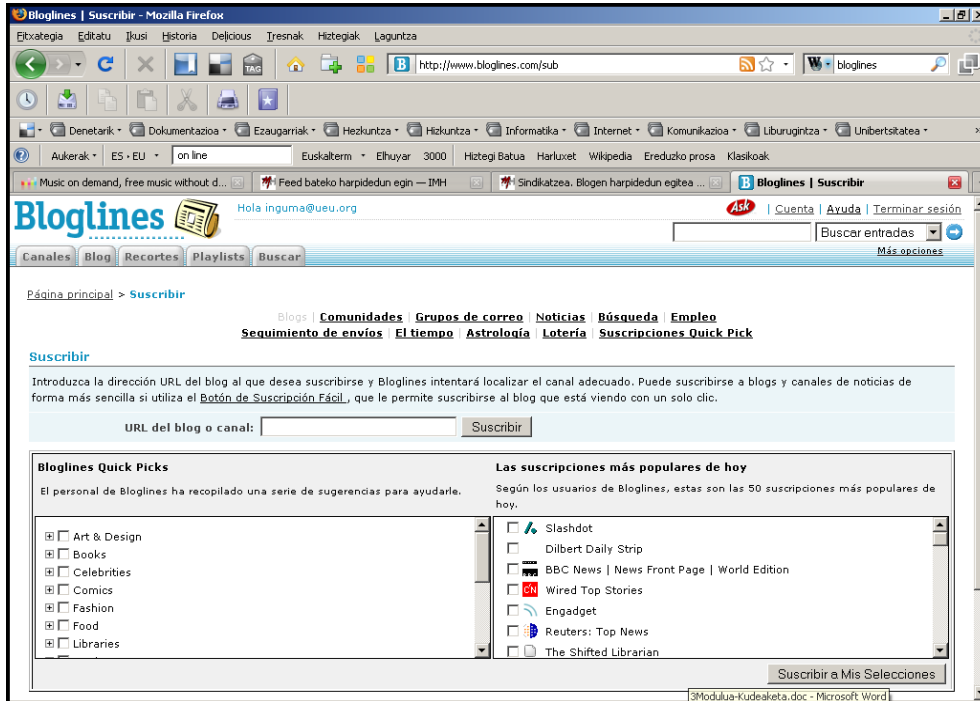 Bloglines | Suscribir - Mozilla Firefox
Fitxategia Editatu Ikusi Historia Delicious Tresnak Hiztegiak Laguntza
TAG http://www.bloglines.com/sub W bloglines
Denetarik Dokumentazioa Ezaugarriak Hezkuntza Hizkuntza Informatika Internet Komunikazioa Liburugintza Unibertsitatea
Aukerak ES - EU on line Euskalterm Elhuyar 3000 Hiztegi Batua Harluxet Wikipedia Ereduzko prosa Klasikoak
Music on demand, free music without d... Feed bateko harpidedun egin — IMH Sindikatzea. Blogen harpidedun egitea ... Bloglines | Suscribir
Bloglines Hola inguma@ueu.org Ask | Cuenta | Ayuda | Terminar sesión
Buscar entradas
Más opciones
Canales Blog Recortes Playlists Buscar
Página principal > Suscribir
Blogs | Comunidades | Grupos de correo | Noticias | Búsqueda | Empleo
Seguimiento de envíos | El tiempo | Astrología | Lotería | Suscripciones Quick Pick
Suscribir
Introduzca la dirección URL del blog al que desea suscribirse y Bloglines intentará localizar el canal adecuado. Puede suscribirse a blogs y canales de noticias de
forma más sencilla si utiliza el Botón de Suscripción Fácil , que le permite suscribirse al blog que está viendo con un solo clic.
URL del blog o canal: Suscribir
Bloglines Quick Picks
El personal de Bloglines ha recopilado una serie de sugerencias para ayudarle.
Art & Design
Books
Celebrities
Comics
Fashion
Food
Libraries
Las suscripciones más populares de hoy
Según los usuarios de Bloglines, estas son las 50 suscripciones más populares de
hoy.
Slashdot
Dilbert Daily Strip
BBC News | News Front Page | World Edition
Wired Top Stories
Engadget
Reuters: Top News
The Shifted Librarian
Suscribir a Mis Selecciones
3Modulua-Kudeaketa.doc - Microsoft Word